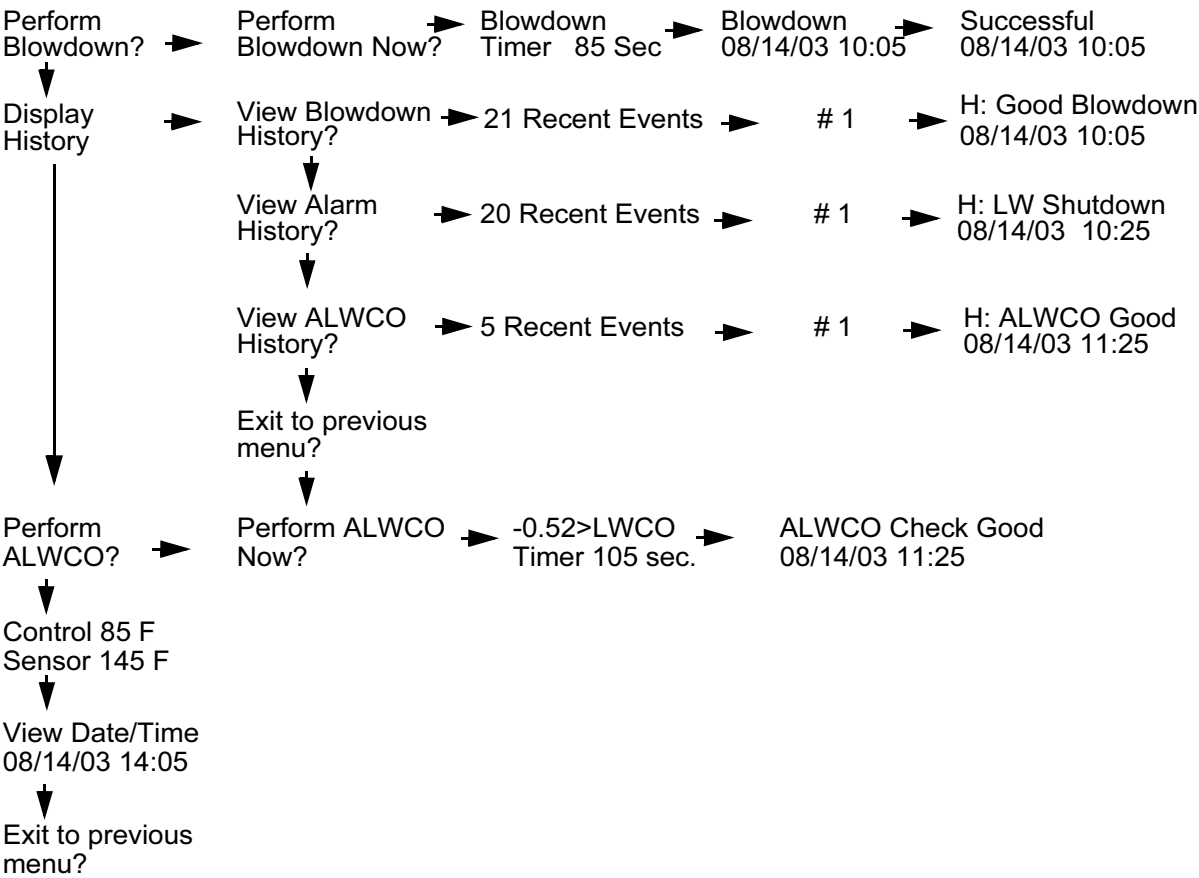 Perform
Blowdown?
Perform
Blowdown Now?
Blowdown
Timer 85 Sec
Blowdown
08/14/03 10:05
Successful
08/14/03 10:05
Display
History
View Blowdown
History?
21 Recent Events
# 1
H: Good Blowdown
08/14/03 10:05
View Alarm
History?
20 Recent Events
# 1
H: LW Shutdown
08/14/03 10:25
View ALWCO
History?
5 Recent Events
# 1
H: ALWCO Good
08/14/03 11:25
Exit to previous
menu?
Perform
ALWCO?
Perform ALWCO
Now?
-0.52>LWCO
Timer 105 sec.
ALWCO Check Good
08/14/03 11:25
Control 85 F
Sensor 145 F
View Date/Time
08/14/03 14:05
Exit to previous
menu?